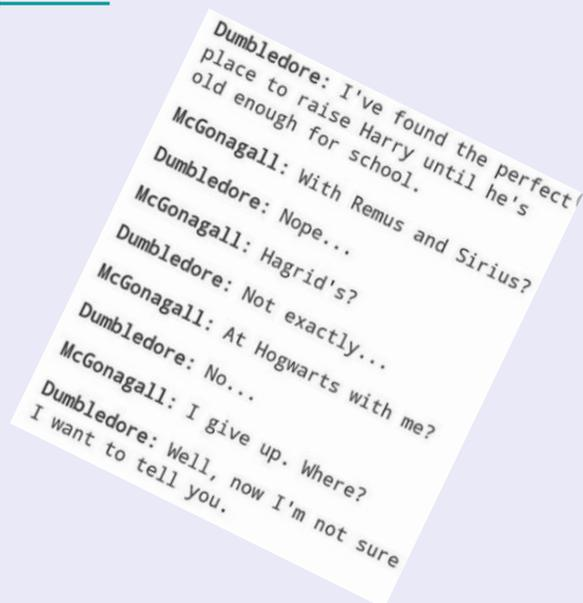 Dumbledore: I've found the perfect
place to raise Harry until he's
old enough for school.
McGonagall: With Remus and Sirius?
Dumbledore: Nope...
McGonagall: Hagrid's?
Dumbledore: Not exactly...
McGonagall: At Hogwarts with me?
Dumbledore: No...
McGonagall: I give up. Where?
Dumbledore: Well, now I'm not sure
I want to tell you.